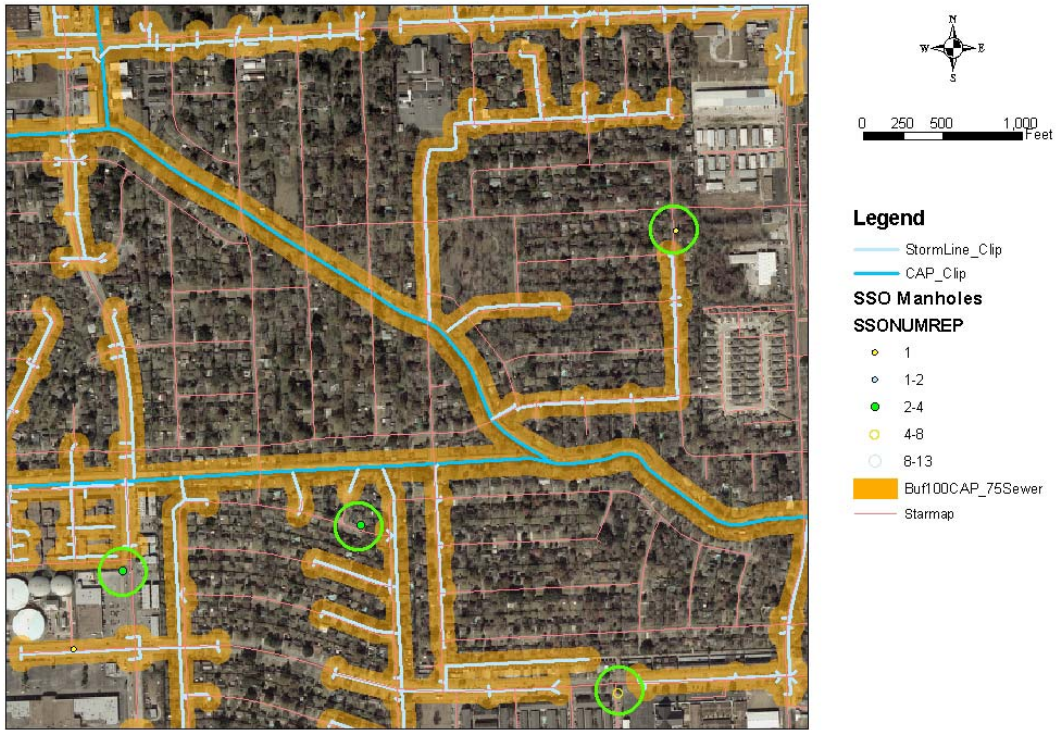 N
W E
S
0 250 500 1,000
Feet
Legend
StormLine_Clip
CAP_Clip
SSO Manholes
SSONUMREP
1
1-2
2-4
4-8
8-13
Buf100CAP_75Sewer
Starmap